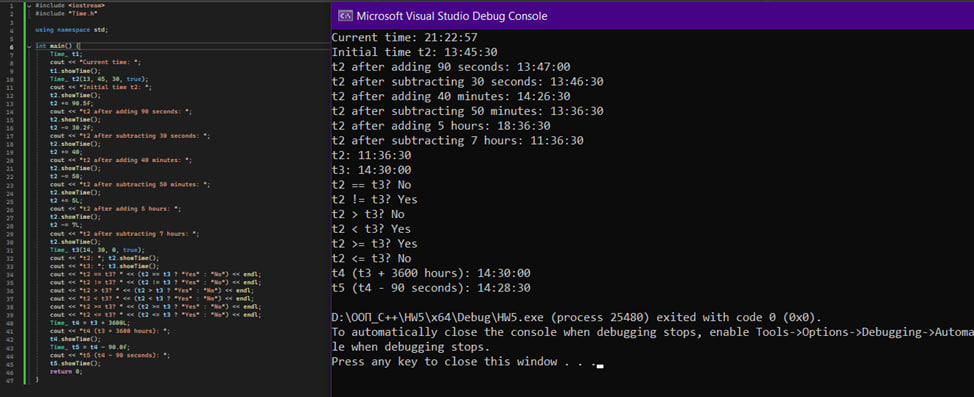 1 #include <iostream>
2 #include "Time.h"
3
4 using namespace std;
5
6 int main() {
7 Time_ t1;
8 cout << "Current time: ";
9 t1.showTime();
10 Time_ t2(13, 45, 30, true);
11 cout << "Initial time t2: ";
12 t2.showTime();
13 t2 += 90.5f;
14 cout << "t2 after adding 90 seconds: ";
15 t2.showTime();
16 t2 -= 30.2f;
17 cout << "t2 after subtracting 30 seconds: ";
18 t2.showTime();
19 t2 += 40;
20 cout << "t2 after adding 40 minutes: ";
21 t2.showTime();
22 t2 -= 50;
23 cout << "t2 after subtracting 50 minutes: ";
24 t2.showTime();
25 t2 += 5L;
26 cout << "t2 after adding 5 hours: ";
27 t2.showTime();
28 t2 -= 7L;
29 cout << "t2 after subtracting 7 hours: ";
30 t2.showTime();
31 Time_ t3(14, 30, 0, true);
32 cout << "t2: "; t2.showTime();
33 cout << "t3: "; t3.showTime();
34 cout << "t2 == t3? " << (t2 == t3 ? "Yes" : "No") << endl;
35 cout << "t2 != t3? " << (t2 != t3 ? "Yes" : "No") << endl;
36 cout << "t2 > t3? " << (t2 > t3 ? "Yes" : "No") << endl;
37 cout << "t2 < t3? " << (t2 < t3 ? "Yes" : "No") << endl;
38 cout << "t2 >= t3? " << (t2 >= t3 ? "Yes" : "No") << endl;
39 cout << "t2 <= t3? " << (t2 <= t3 ? "Yes" : "No") << endl;
40 Time_ t4 = t3 + 3600L;
41 cout << "t4 (t3 + 3600 hours): ";
42 t4.showTime();
43 Time_ t5 = t4 - 90.0f;
44 cout << "t5 (t4 - 90 seconds): ";
45 t5.showTime();
46 return 0;
47 }
Microsoft Visual Studio Debug Console
Current time: 21:22:57
Initial time t2: 13:45:30
t2 after adding 90 seconds: 13:47:00
t2 after subtracting 30 seconds: 13:46:30
t2 after adding 40 minutes: 14:26:30
t2 after subtracting 50 minutes: 13:36:30
t2 after adding 5 hours: 18:36:30
t2 after subtracting 7 hours: 11:36:30
t2: 11:36:30
t3: 14:30:00
t2 == t3? No
t2 != t3? Yes
t2 > t3? No
t2 < t3? Yes
t2 >= t3? Yes
t2 <= t3? No
t4 (t3 + 3600 hours): 14:30:00
t5 (t4 - 90 seconds): 14:28:30

D:\ООП_C++\HW5\x64\Debug\HW5.exe (process 25480) exited with code 0 (0x0).
To automatically close the console when debugging stops, enable Tools->Options->Debugging->Automa
le when debugging stops.
Press any key to close this window . . .